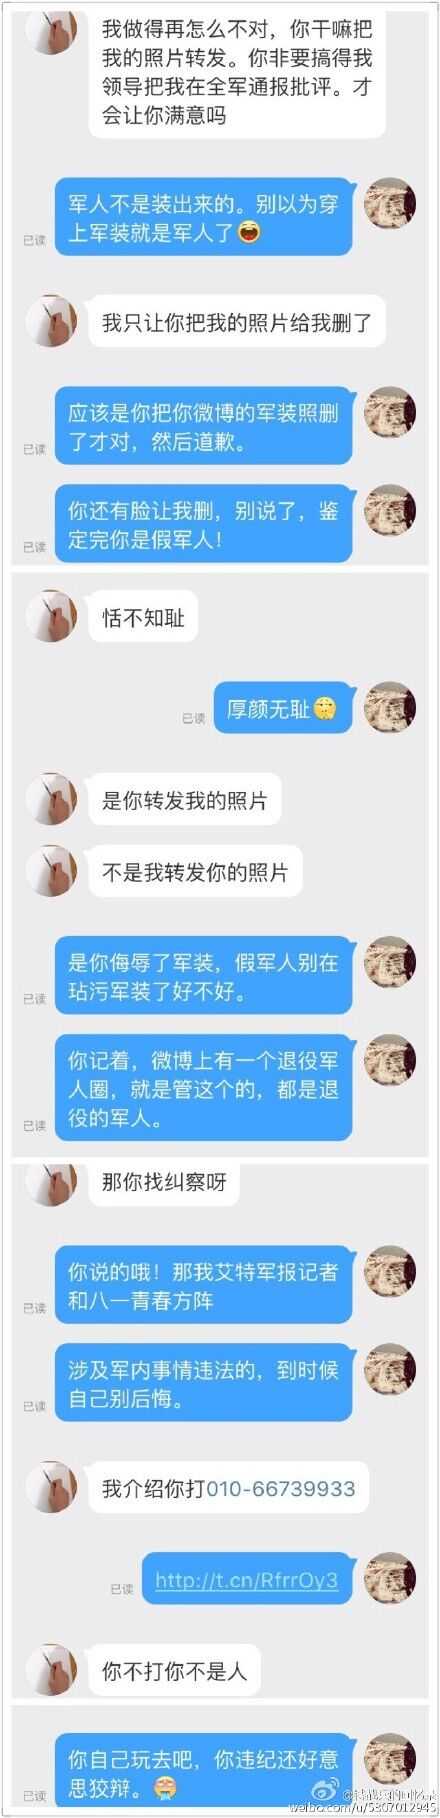 我做得再怎么不对，你干嘛把
我的照片转发。你非要搞得我
领导把我在全军通报批评。才
会让你满意吗
军人不是装出来的。别以为穿
上军装就是军人了
已读
我只让你把我的照片给我删了
应该是你把你微博的军装照删
了才对，然后道歉。
已读
你还有脸让我删，别说了，鉴
定完你是假军人！
已读
恬不知耻
厚颜无耻
已读
是你转发我的照片
不是我转发你的照片
是你侮辱了军装，假军人别在
玷污军装了好不好。
已读
你记着，微博上有一个退役军
人圈，就是管这个的，都是退
役的军人。
已读
那你找纠察呀
你说的哦！那我艾特军报记者
和八一青春方阵
已读
涉及军内事情违法的，到时候
自己别后悔。
已读
我介绍你打010-66739933
http://t.cn/RfrrOy3
已读
你不打你不是人
你自己玩去吧，你违纪还好意
思狡辩。
已读
weibo.com/u/5307012945